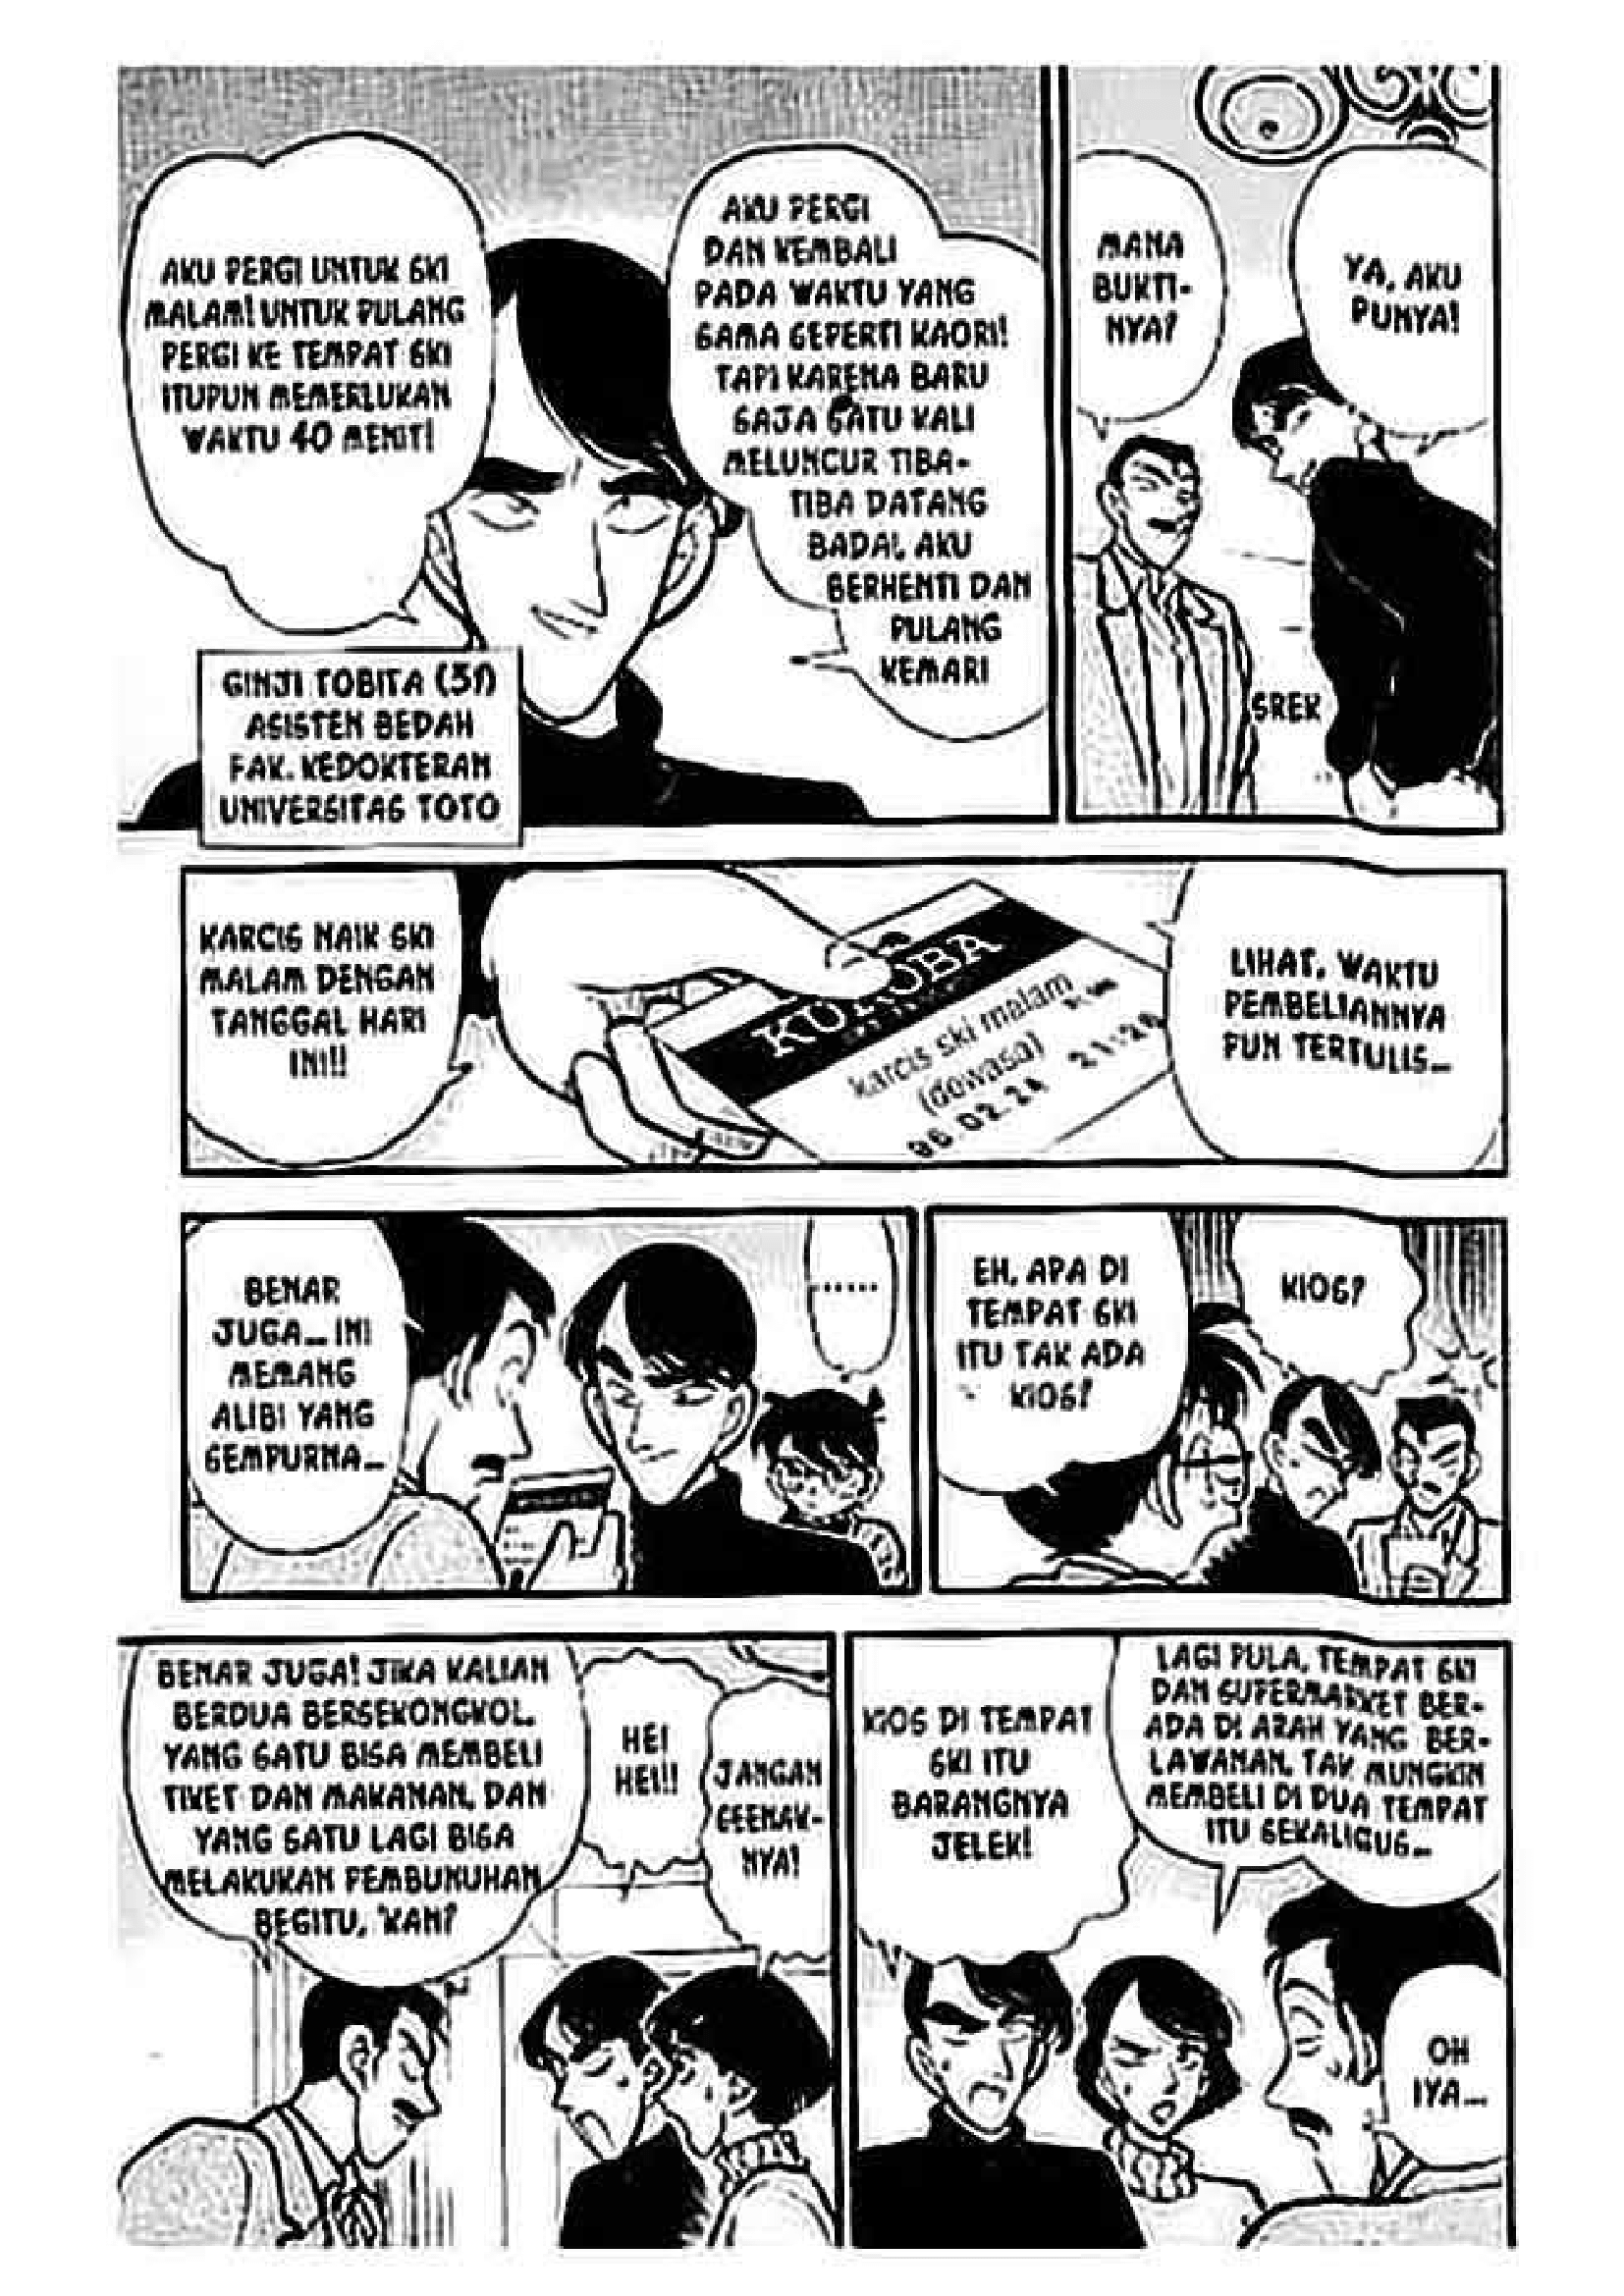 AKU PERGI UNTUK SKI
MALAM! UNTUK PULANG
PERGI KE TEMPAT SKI
ITUPUN MEMERLUKAN
WAKTU 40 MENIT!
AKU PERGI
DAN KEMBALI
PADA WAKTU YANG
SAMA SEPERTI KAORI!
TAPI KARENA BARU
SAJA SATU KALI
MELUNCUR TIBA-
TIBA DATANG
BADAI, AKU
BERHENTI DAN
PULANG
KEMARI
GINJI TOBITA (31)
ASISTEN BEDAH
FAK. KEDOKTERAN
UNIVERSITAS TOTO
MANA
BUKTI-
NYA?
YA, AKU
PUNYA!
SREK
KARCIS NAIK SKI
MALAM DENGAN
TANGGAL HARI
INI!!
karcis ski malam
(dewasa)
96.02.24 21:28
LIHAT, WAKTU
PEMBELIANNYA
PUN TERTULIS...
BENAR
JUGA... INI
MEMANG
ALIBI YANG
SEMPURNA...
......
EH, APA DI
TEMPAT SKI
ITU TAK ADA
KIOS?
KIOS?
BENAR JUGA! JIKA KALIAN
BERDUA BERSEKONGKOL,
YANG SATU BISA MEMBELI
TIKET DAN MAKANAN, DAN
YANG SATU LAGI BISA
MELAKUKAN PEMBUNUHAN
BEGITU, 'KAN?
HEI
HEI!!
JANGAN
SEENAK-
NYA!
KIOS DI TEMPAT
SKI ITU
BARANGNYA
JELEK!
LAGI PULA, TEMPAT SKI
DAN SUPERMARKET BER-
ADA DI ARAH YANG BER-
LAWANAN. TAK MUNGKIN
MEMBELI DI DUA TEMPAT
ITU SEKALIGUS...
OH
IYA...